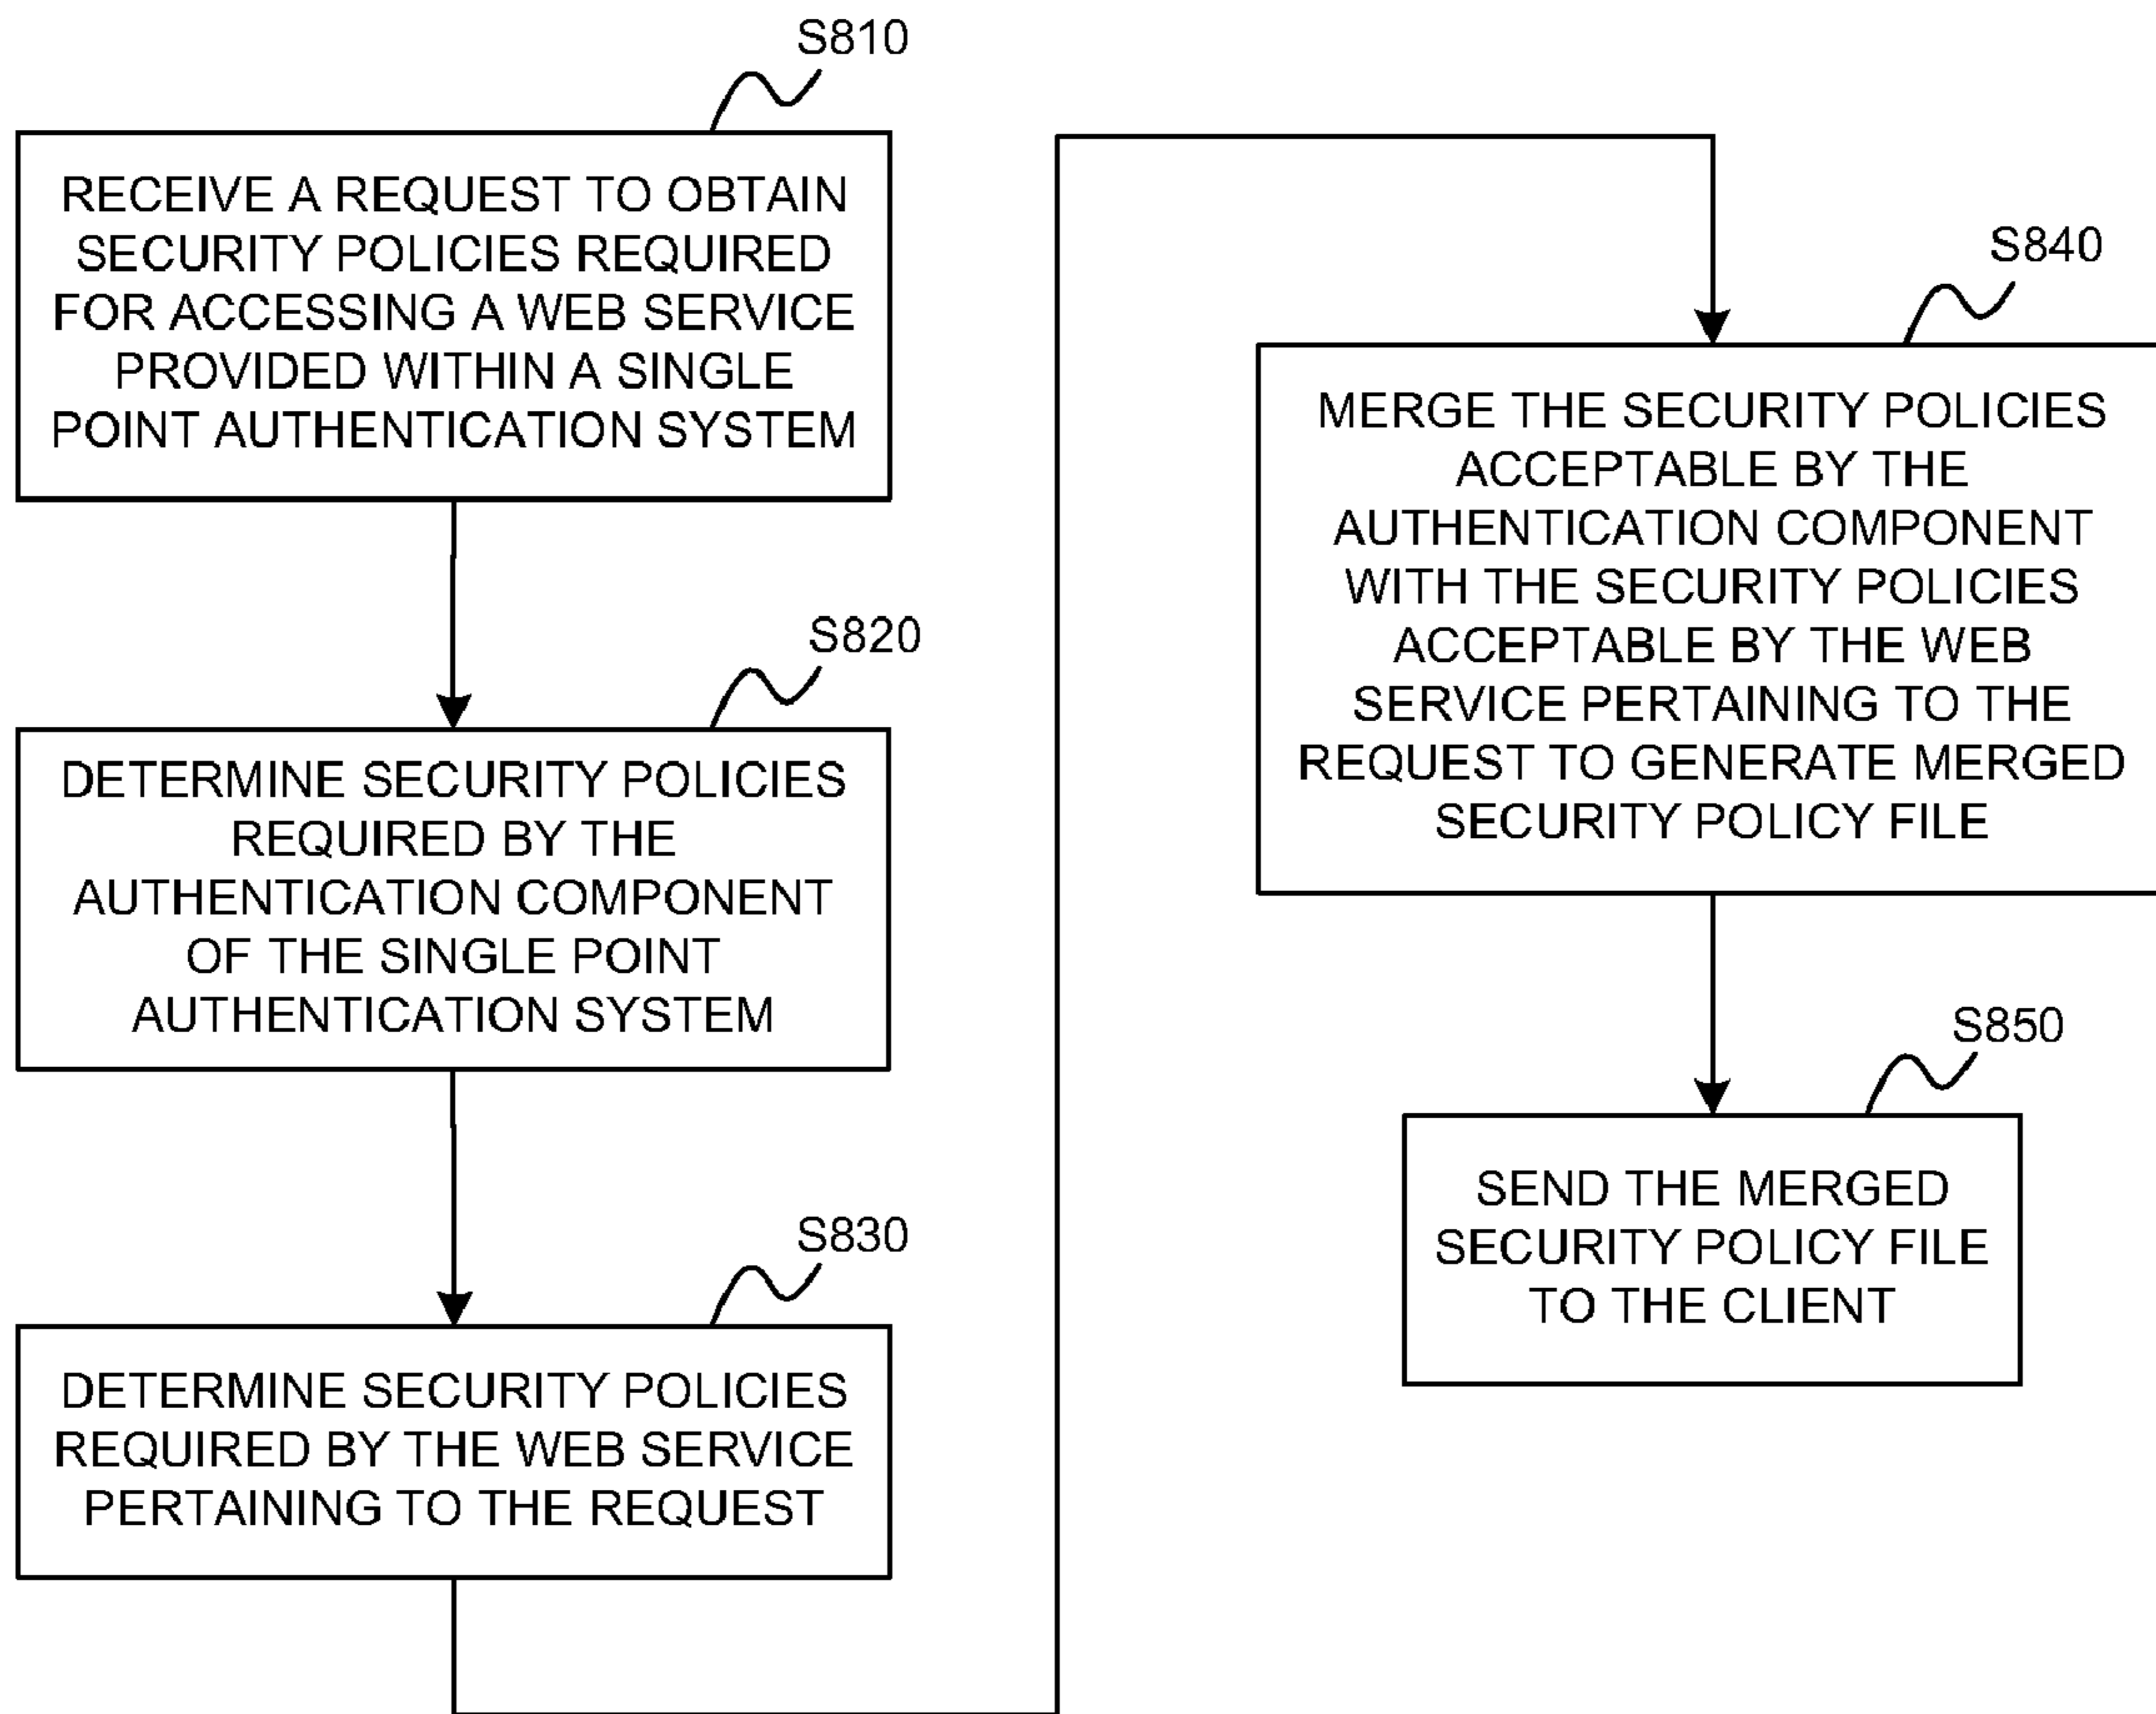 S810
RECEIVE A REQUEST TO OBTAIN
SECURITY POLICIES REQUIRED
FOR ACCESSING A WEB SERVICE
PROVIDED WITHIN A SINGLE
POINT AUTHENTICATION SYSTEM
S820
DETERMINE SECURITY POLICIES
REQUIRED BY THE
AUTHENTICATION COMPONENT
OF THE SINGLE POINT
AUTHENTICATION SYSTEM
S830
DETERMINE SECURITY POLICIES
REQUIRED BY THE WEB SERVICE
PERTAINING TO THE REQUEST
S840
MERGE THE SECURITY POLICIES
ACCEPTABLE BY THE
AUTHENTICATION COMPONENT
WITH THE SECURITY POLICIES
ACCEPTABLE BY THE WEB
SERVICE PERTAINING TO THE
REQUEST TO GENERATE MERGED
SECURITY POLICY FILE
S850
SEND THE MERGED
SECURITY POLICY FILE
TO THE CLIENT